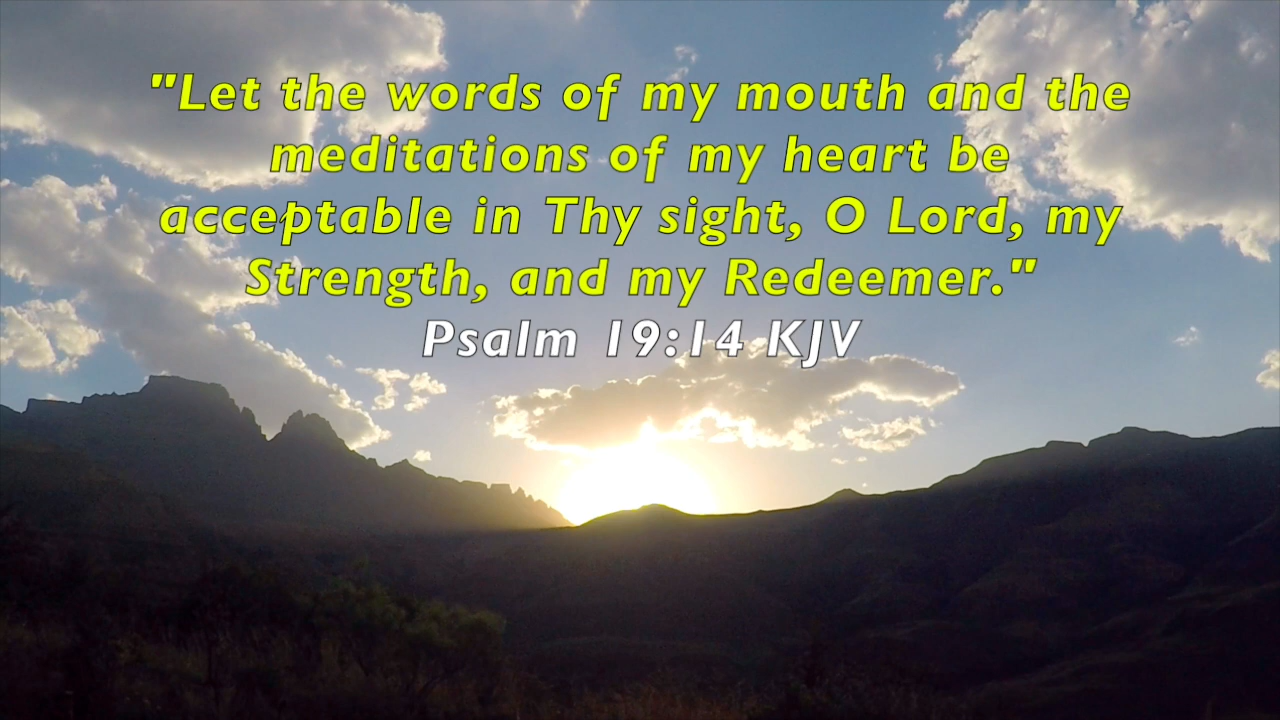 "Let the words of my mouth and the
meditations of my heart be
acceptable in Thy sight, O Lord, my
Strength, and my Redeemer."
Psalm 19:14 KJV